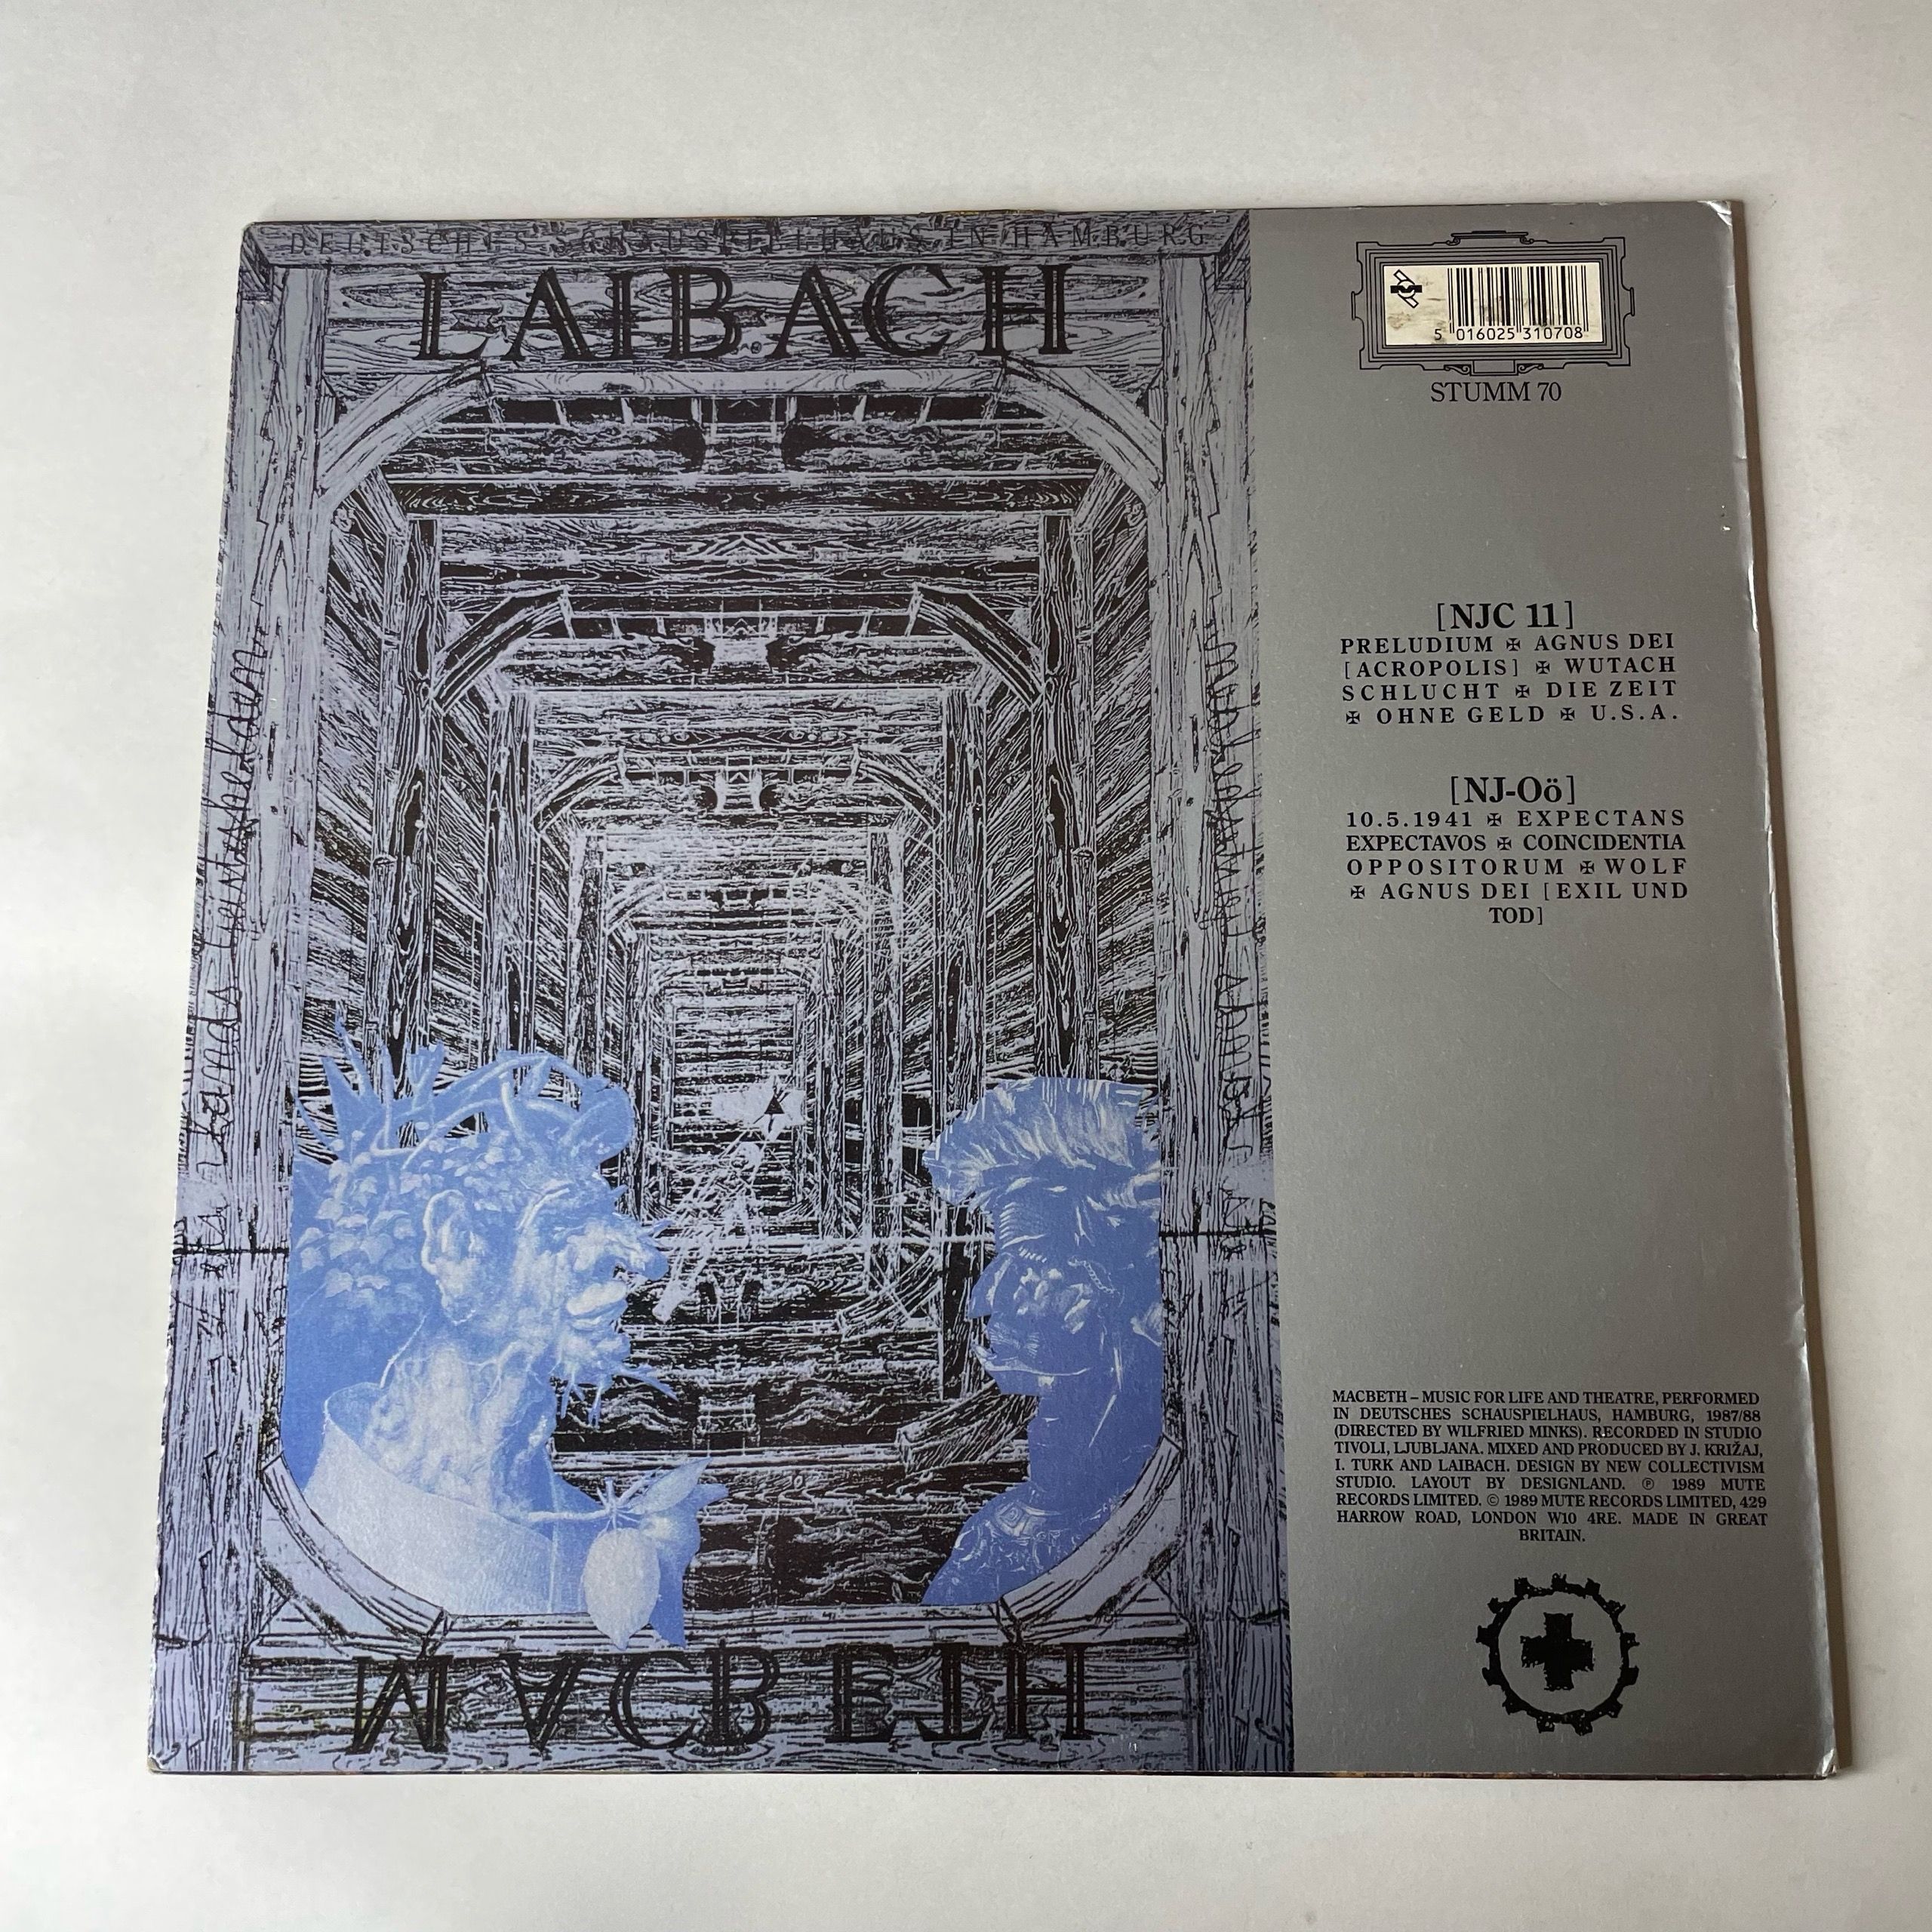 DEUTSCHES SCHAUSPIELHAUS IN HAMBURG
LAIBACH
MACBETH
5 016025 310708
STUMM 70
[NJC 11]
PRELUDIUM ✠ AGNUS DEI
[ACROPOLIS] ✠ WUTACH
SCHLUCHT ✠ DIE ZEIT
✠ OHNE GELD ✠ U.S.A.
[NJ-Oö]
10.5.1941 ✠ EXPECTANS
EXPECTAVOS ✠ COINCIDENTIA
OPPOSITORUM ✠ WOLF
✠ AGNUS DEI [EXIL UND
TOD]
MACBETH – MUSIC FOR LIFE AND THEATRE, PERFORMED
IN DEUTSCHES SCHAUSPIELHAUS, HAMBURG, 1987/88
(DIRECTED BY WILFRIED MINKS). RECORDED IN STUDIO
TIVOLI, LJUBLJANA. MIXED AND PRODUCED BY J. KRIŽAJ,
I. TURK AND LAIBACH. DESIGN BY NEW COLLECTIVISM
STUDIO. LAYOUT BY DESIGNLAND. ℗ 1989 MUTE
RECORDS LIMITED. © 1989 MUTE RECORDS LIMITED, 429
HARROW ROAD, LONDON W10 4RE. MADE IN GREAT
BRITAIN.